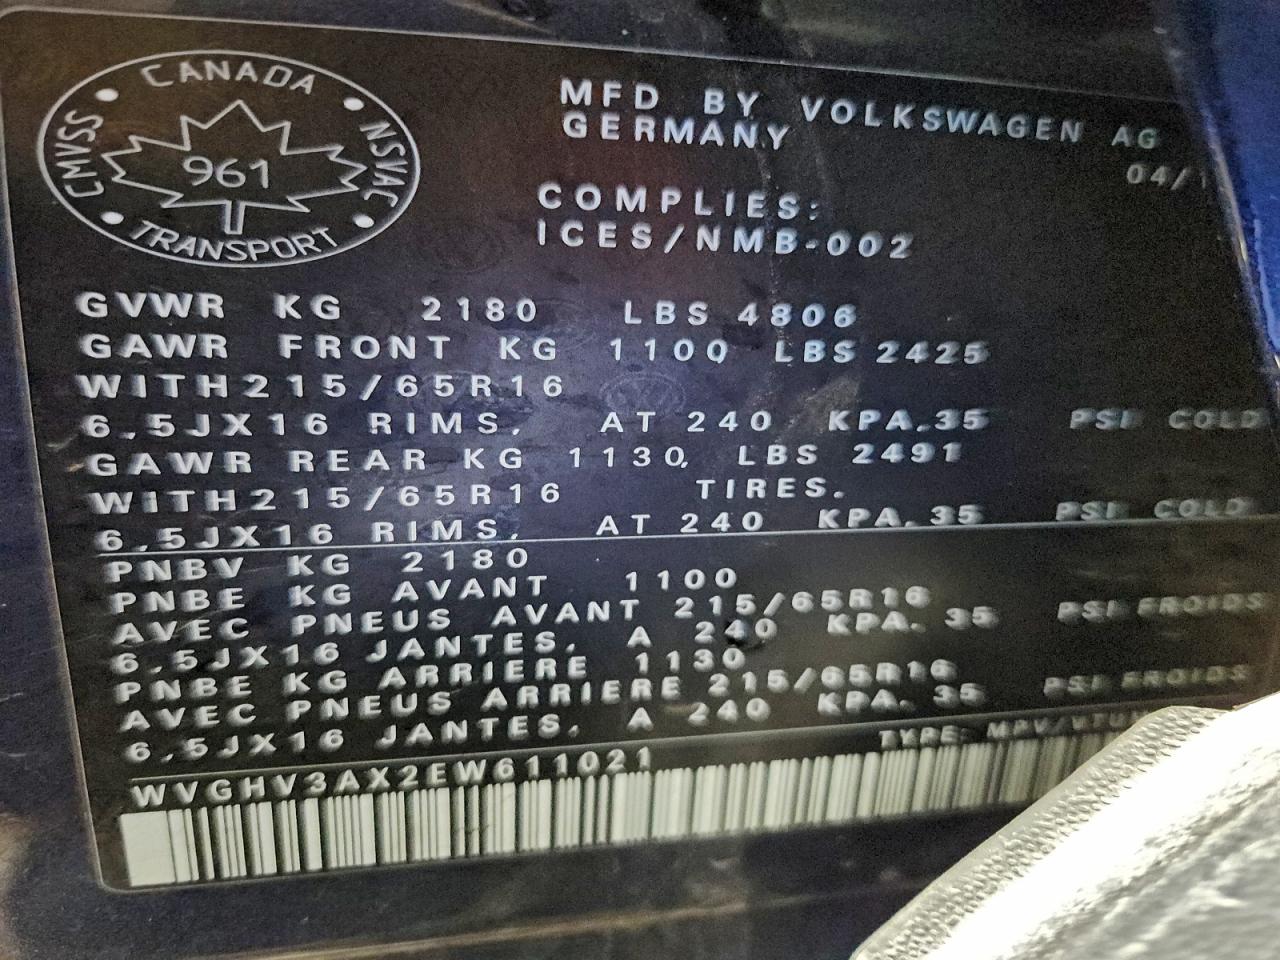 CANADA
CMVSS 961 NSVAC
TRANSPORT
MFD BY VOLKSWAGEN AG
GERMANY
04/
COMPLIES:
ICES/NMB-002
GVWR KG 2180 LBS 4806
GAWR FRONT KG 1100 LBS 2425
WITH215/65R16
6.5JX16 RIMS. AT 240 KPA.35 PSI COLD
GAWR REAR KG 1130, LBS 2491
WITH215/65R16 TIRES.
6.5JX16 RIMS. AT 240 KPA.35 PSI COLD
PNBV KG 2180
PNBE KG AVANT 1100
AVEC PNEUS AVANT 215/65R16
6.5JX16 JANTES. A 240 KPA. 35 PSI FROIDS
PNBE KG ARRIERE 1130
AVEC PNEUS ARRIERE 215/65R16
6.5JX16 JANTES. A 240 KPA. 35 PSI FROIDS
WVGHV3AX2EW611021 TYPE: MPV/VTUM